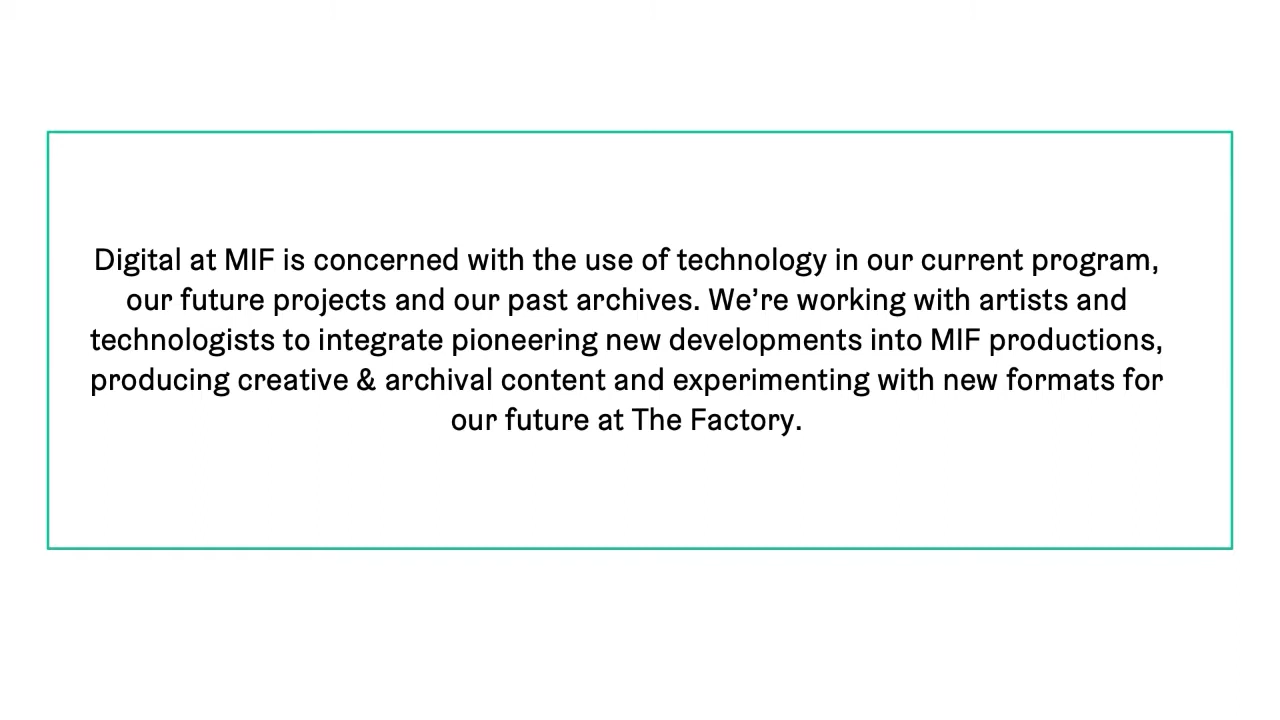 Digital at MIF is concerned with the use of technology in our current program,
our future projects and our past archives. We’re working with artists and
technologists to integrate pioneering new developments into MIF productions,
producing creative & archival content and experimenting with new formats for
our future at The Factory.